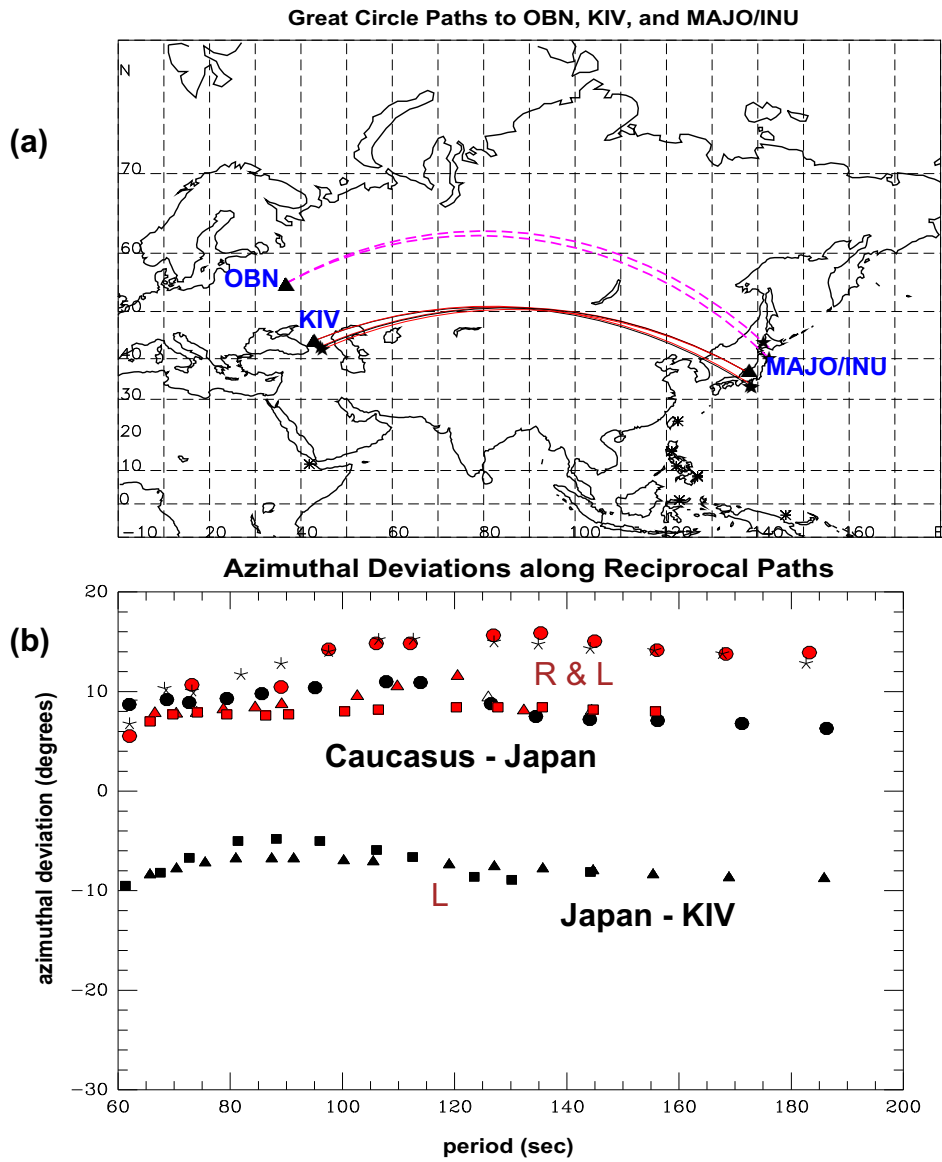 Great Circle Paths to OBN, KIV, and MAJO/INU
(a)
N
70
60
50
40
30
20
10
0
OBN
KIV
MAJO/INU
−10 20 40 60 80 100 120 140 160
Azimuthal Deviations along Reciprocal Paths
(b)
azimuthal deviation (degrees)
20
10
0
−10
−20
−30
R & L
Caucasus - Japan
L
Japan - KIV
60 80 100 120 140 160 180 200
period (sec)